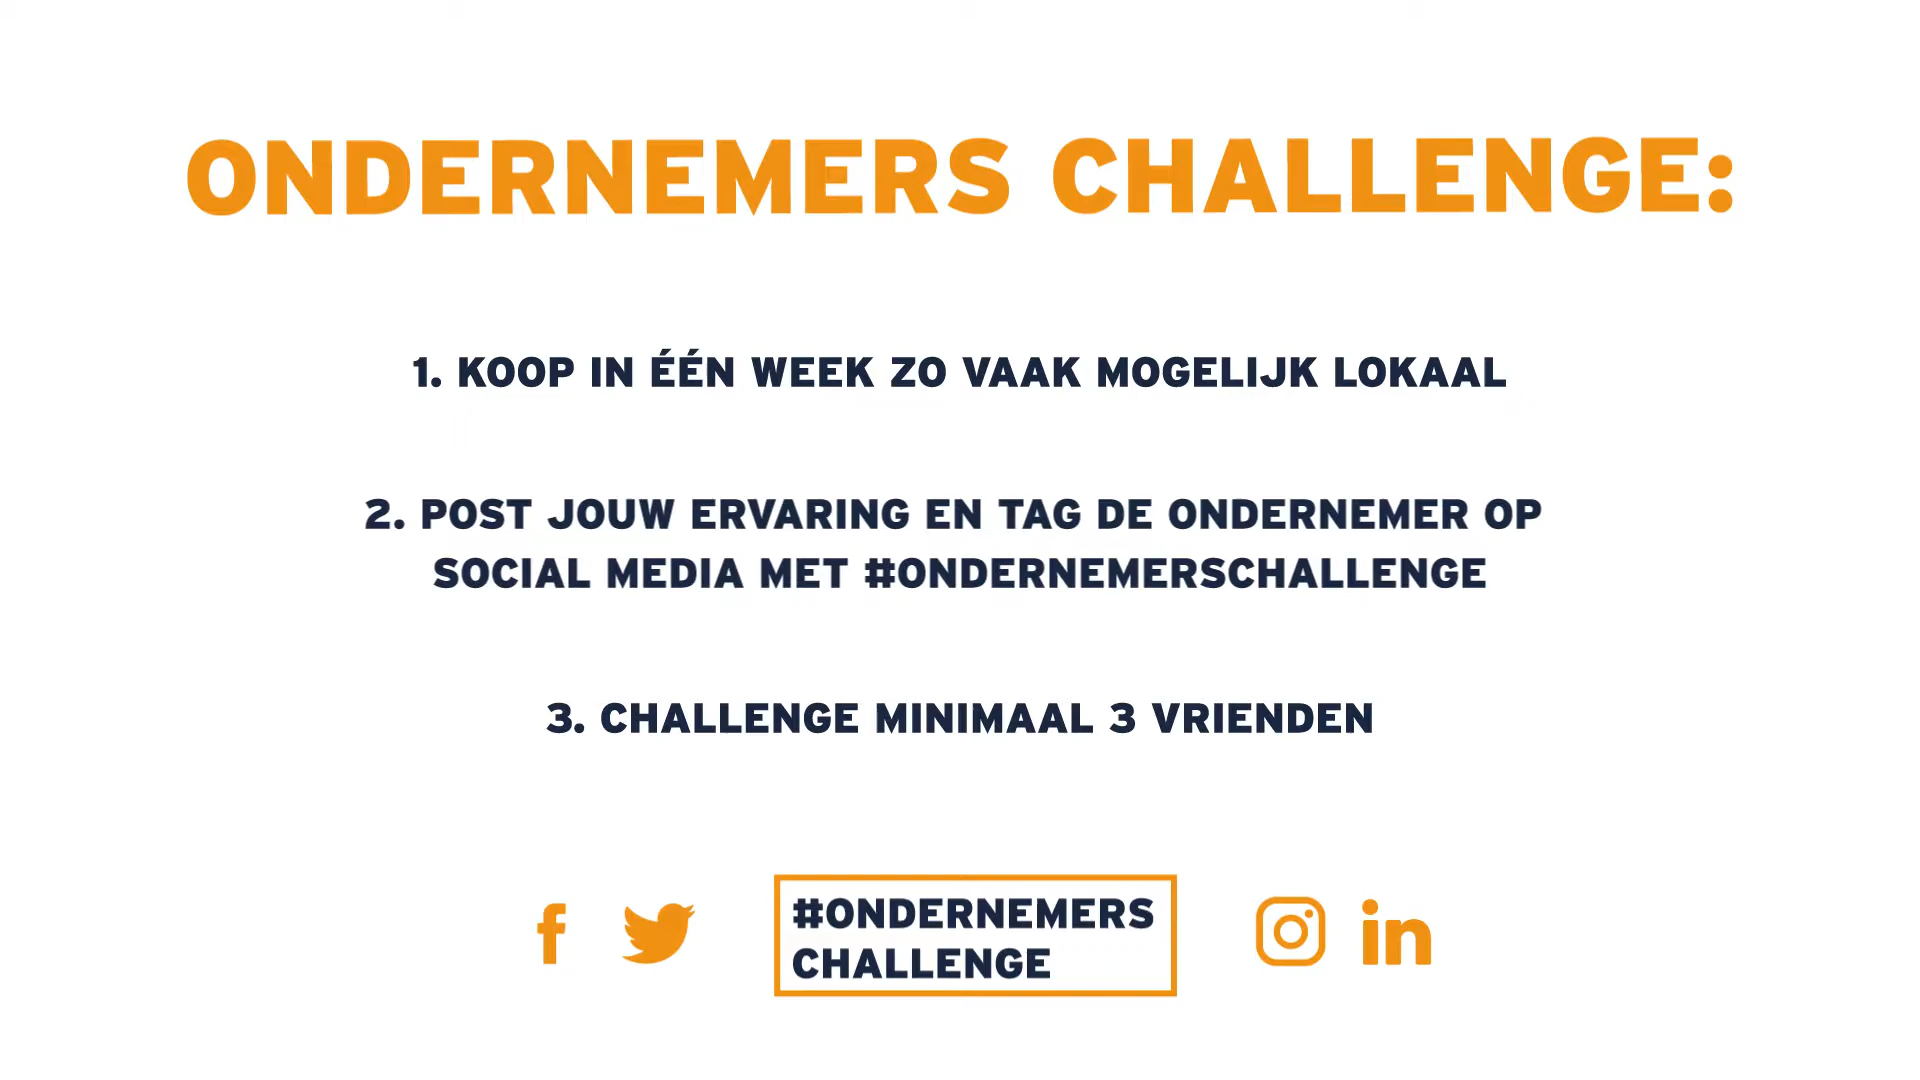 ONDERNEMERS CHALLENGE:
1. KOOP IN ÉÉN WEEK ZO VAAK MOGELIJK LOKAAL
2. POST JOUW ERVARING EN TAG DE ONDERNEMER OP
SOCIAL MEDIA MET #ONDERNEMERSCHALLENGE
3. CHALLENGE MINIMAAL 3 VRIENDEN
#ONDERNEMERS
CHALLENGE